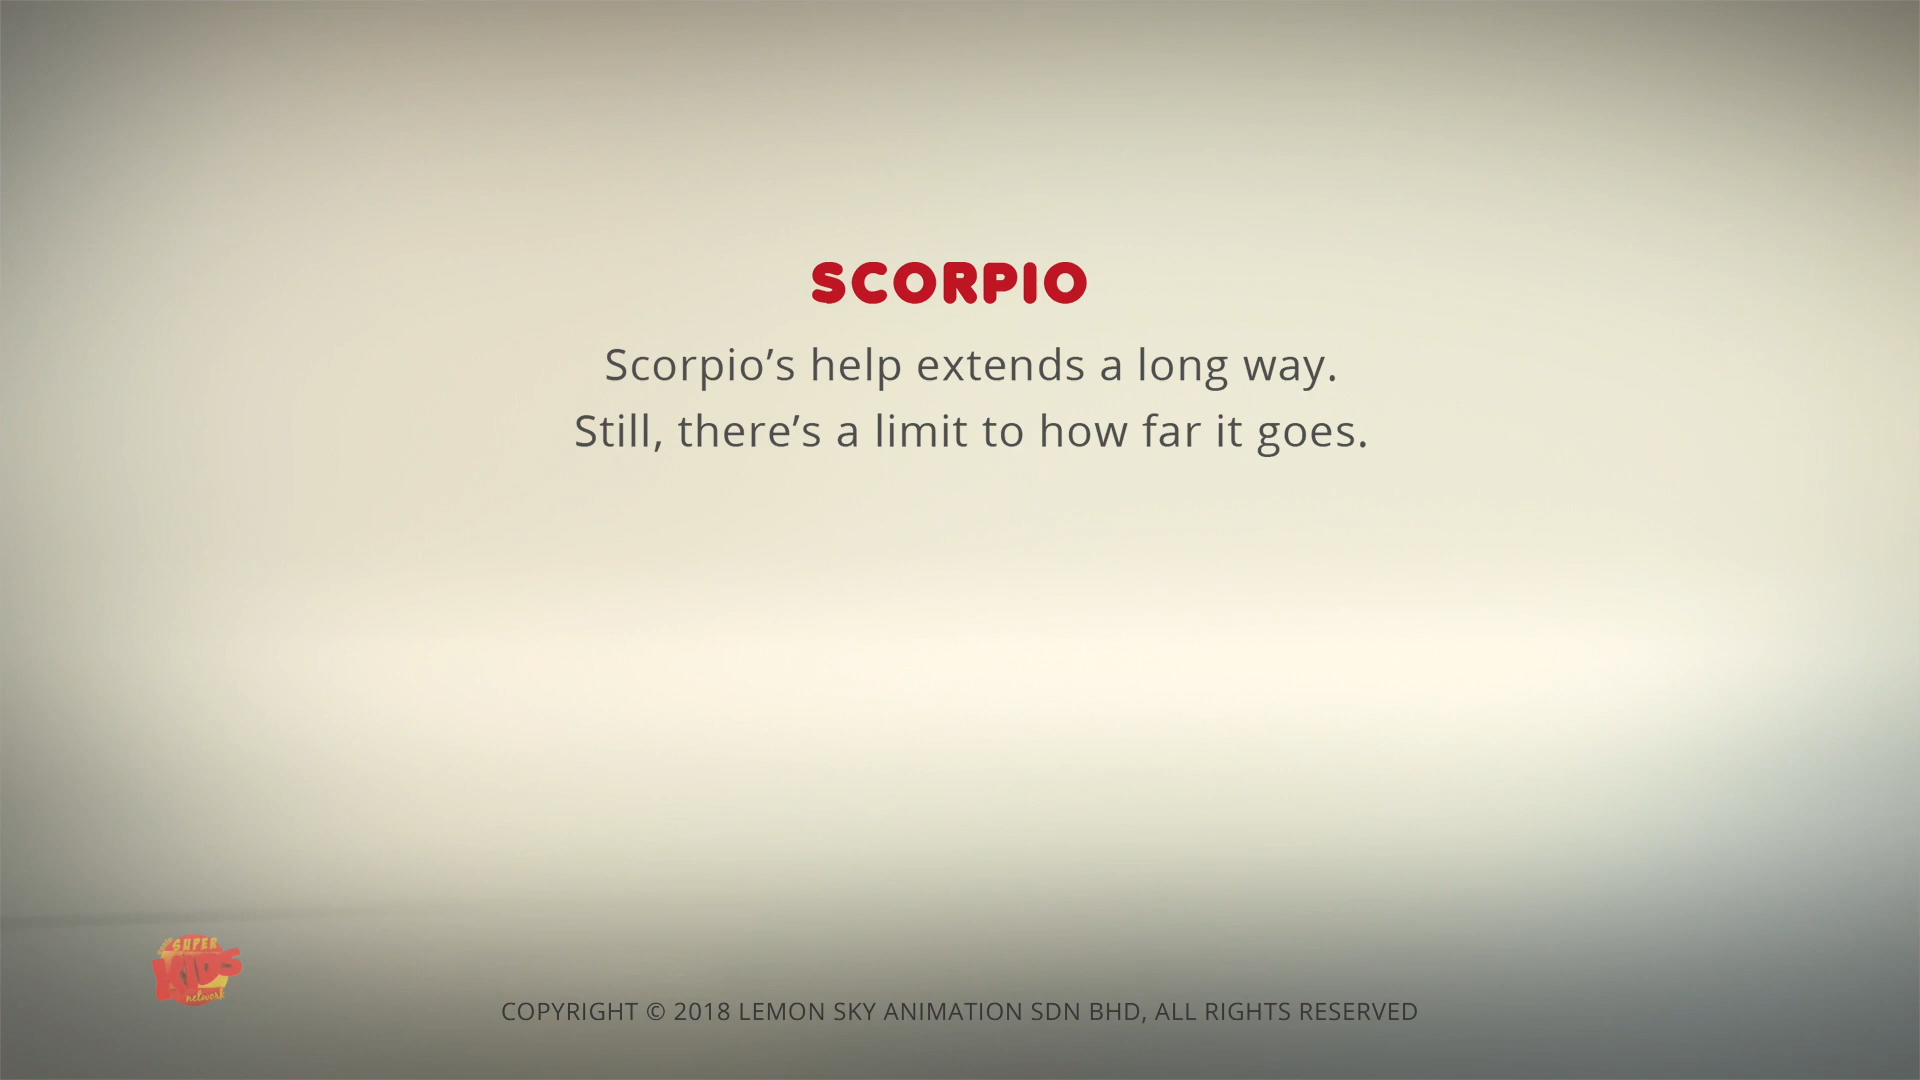 SCORPIO
Scorpio’s help extends a long way.
Still, there’s a limit to how far it goes.
SUPER
KIDS
network
COPYRIGHT © 2018 LEMON SKY ANIMATION SDN BHD, ALL RIGHTS RESERVED